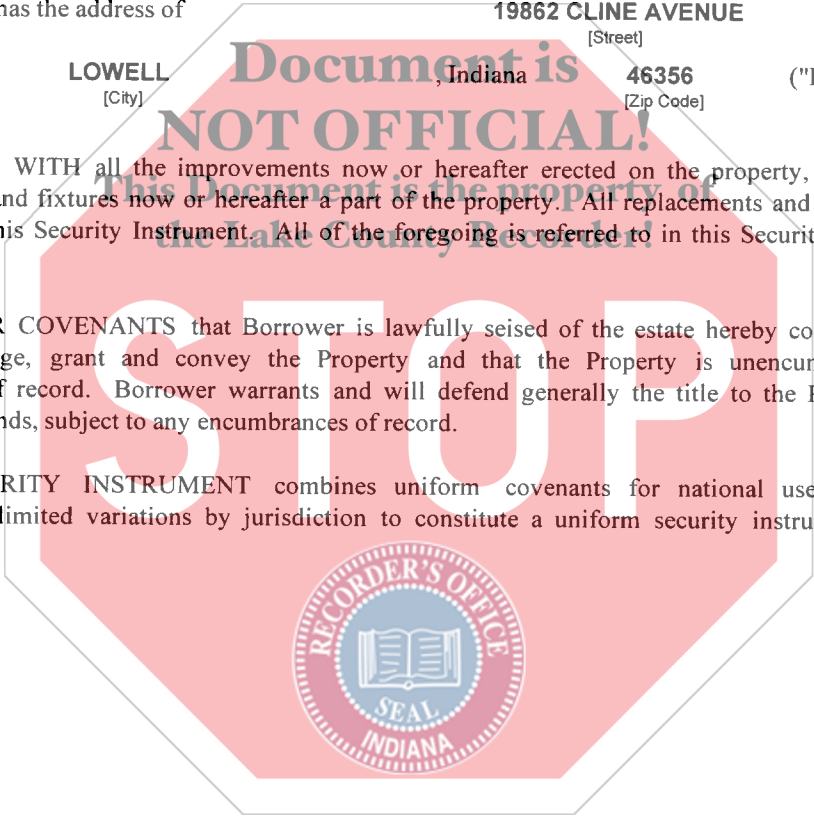 has the address of 19862 CLINE AVENUE
[Street]
LOWELL , Indiana 46356 ("
[City] [Zip Code]
Document is
NOT OFFICIAL!
This Document is the property of
the Lake County Recorder!
WITH all the improvements now or hereafter erected on the property,
and fixtures now or hereafter a part of the property. All replacements and
his Security Instrument. All of the foregoing is referred to in this Securit
R COVENANTS that Borrower is lawfully seised of the estate hereby co
ge, grant and convey the Property and that the Property is unencur
f record. Borrower warrants and will defend generally the title to the
nds, subject to any encumbrances of record.
STOP
RITY INSTRUMENT combines uniform covenants for national use
limited variations by jurisdiction to constitute a uniform security instru
RECORDER'S OFFICE
SEAL
INDIANA